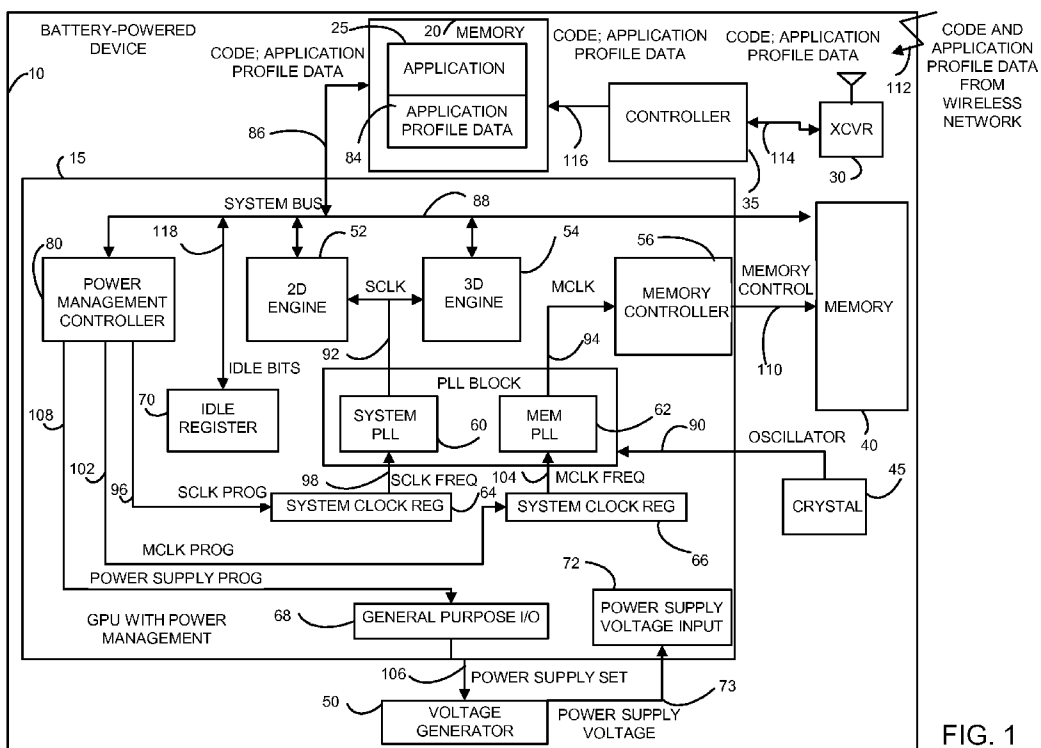 BATTERY-POWERED
DEVICE
10
CODE; APPLICATION
PROFILE DATA
20
MEMORY
25
APPLICATION
APPLICATION
PROFILE DATA
84
86
CODE; APPLICATION
PROFILE DATA
116
CONTROLLER
35
CODE; APPLICATION
PROFILE DATA
114
XCVR
30
112
CODE AND
APPLICATION
PROFILE DATA
FROM
WIRELESS
NETWORK
15
SYSTEM BUS
88
118
80
POWER
MANAGEMENT
CONTROLLER
52
2D
ENGINE
SCLK
54
3D
ENGINE
56
MCLK
MEMORY
CONTROLLER
MEMORY
CONTROL
110
MEMORY
40
92
94
IDLE BITS
70
IDLE
REGISTER
PLL BLOCK
SYSTEM
PLL
60
MEM
PLL
62
90
OSCILLATOR
45
CRYSTAL
108
102
96
98
SCLK FREQ
104
MCLK FREQ
SCLK PROG
SYSTEM CLOCK REG
64
SYSTEM CLOCK REG
66
MCLK PROG
POWER SUPPLY PROG
72
POWER SUPPLY
VOLTAGE INPUT
GPU WITH POWER
MANAGEMENT
68
GENERAL PURPOSE I/O
106
POWER SUPPLY SET
73
50
VOLTAGE
GENERATOR
POWER SUPPLY
VOLTAGE
FIG. 1